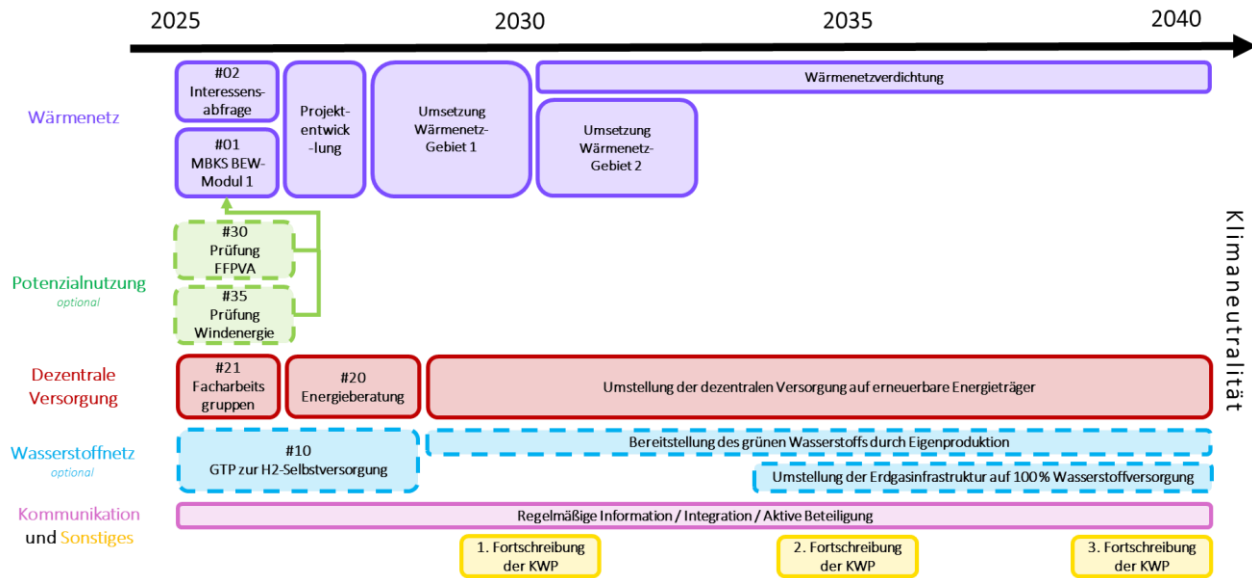 2025
2030
2035
2040
Wärmenetz
#02
Interessens-
abfrage
#01
MBKS BEW-
Modul 1
Projekt-
entwick
-lung
Umsetzung
Wärmenetz-
Gebiet 1
Wärmenetzverdichtung
Umsetzung
Wärmenetz-
Gebiet 2
Potenzialnutzung
optional
#30
Prüfung
FFPVA
#35
Prüfung
Windenergie
Dezentrale
Versorgung
#21
Facharbeits
gruppen
#20
Energieberatung
Umstellung der dezentralen Versorgung auf erneuerbare Energieträger
Wasserstoffnetz
optional
#10
GTP zur H2-Selbstversorgung
Bereitstellung des grünen Wasserstoffs durch Eigenproduktion
Umstellung der Erdgasinfrastruktur auf 100 % Wasserstoffversorgung
Kommunikation
und Sonstiges
Regelmäßige Information / Integration / Aktive Beteiligung
1. Fortschreibung
der KWP
2. Fortschreibung
der KWP
3. Fortschreibung
der KWP
Klimaneutralität